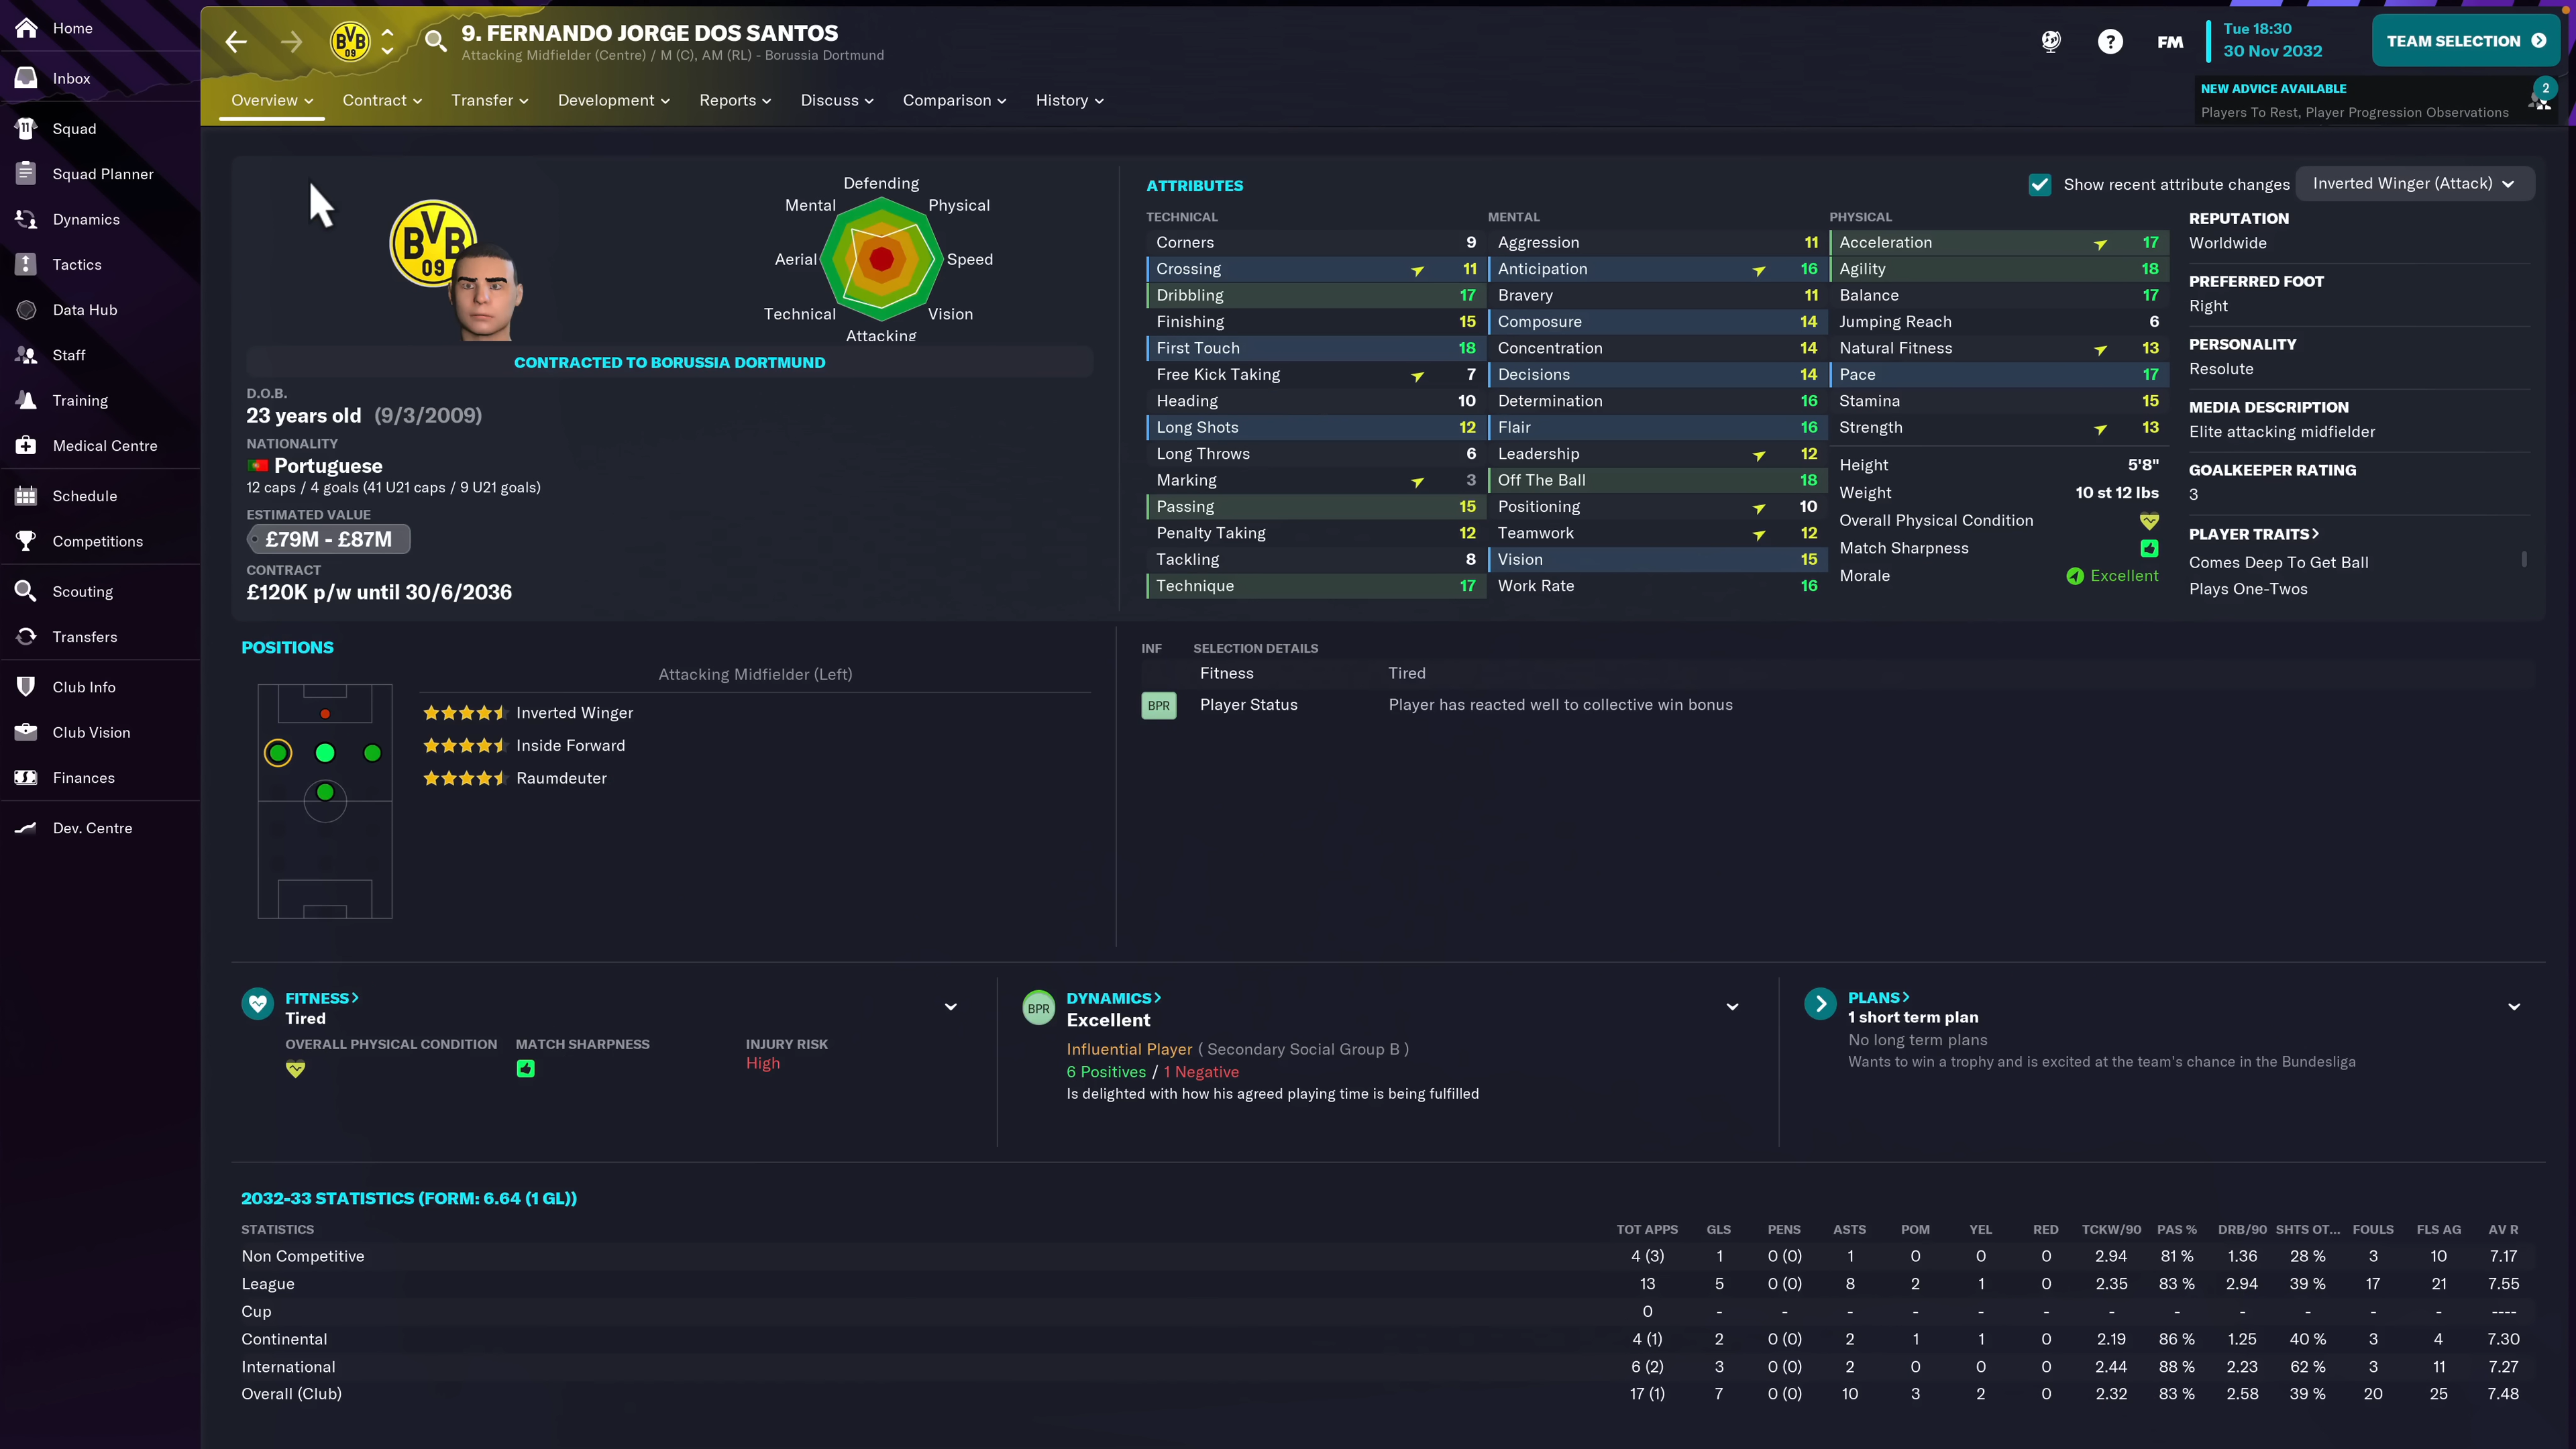 Home
Inbox
Squad
Squad Planner
Dynamics
Tactics
Data Hub
Staff
Training
Medical Centre
Schedule
Competitions
Scouting
Transfers
Club Info
Club Vision
Finances
Dev. Centre
BVB 09
9. FERNANDO JORGE DOS SANTOS
Attacking Midfielder (Centre) / M (C), AM (RL) - Borussia Dortmund
? FM
Tue 18:30
30 Nov 2032
TEAM SELECTION
Overview Contract Transfer Development Reports Discuss Comparison History
NEW ADVICE AVAILABLE 2
Players To Rest, Player Progression Observations
BVB 09
Defending
Mental Physical
Aerial Speed
Technical Vision
Attacking
CONTRACTED TO BORUSSIA DORTMUND
D.O.B.
23 years old (9/3/2009)
NATIONALITY
Portuguese
12 caps / 4 goals (41 U21 caps / 9 U21 goals)
ESTIMATED VALUE
£79M - £87M
CONTRACT
£120K p/w until 30/6/2036
ATTRIBUTES
Show recent attribute changes Inverted Winger (Attack)
TECHNICAL
Corners 9
Crossing 11
Dribbling 17
Finishing 15
First Touch 18
Free Kick Taking 7
Heading 10
Long Shots 12
Long Throws 6
Marking 3
Passing 15
Penalty Taking 12
Tackling 8
Technique 17
MENTAL
Aggression 11
Anticipation 16
Bravery 11
Composure 14
Concentration 14
Decisions 14
Determination 16
Flair 16
Leadership 12
Off The Ball 18
Positioning 10
Teamwork 12
Vision 15
Work Rate 16
PHYSICAL
Acceleration 17
Agility 18
Balance 17
Jumping Reach 6
Natural Fitness 13
Pace 17
Stamina 15
Strength 13
Height 5'8"
Weight 10 st 12 lbs
Overall Physical Condition
Match Sharpness
Morale Excellent
REPUTATION
Worldwide
PREFERRED FOOT
Right
PERSONALITY
Resolute
MEDIA DESCRIPTION
Elite attacking midfielder
GOALKEEPER RATING
3
PLAYER TRAITS
Comes Deep To Get Ball
Plays One-Twos
POSITIONS
Attacking Midfielder (Left)
Inverted Winger
Inside Forward
Raumdeuter
INF SELECTION DETAILS
Fitness Tired
BPR Player Status Player has reacted well to collective win bonus
FITNESS
Tired
OVERALL PHYSICAL CONDITION MATCH SHARPNESS INJURY RISK
High
BPR
DYNAMICS
Excellent
Influential Player ( Secondary Social Group B )
6 Positives / 1 Negative
Is delighted with how his agreed playing time is being fulfilled
PLANS
1 short term plan
No long term plans
Wants to win a trophy and is excited at the team's chance in the Bundesliga
2032-33 STATISTICS (FORM: 6.64 (1 GL))
STATISTICS TOT APPS GLS PENS ASTS POM YEL RED TCKW/90 PAS % DRB/90 SHTS OT... FOULS FLS AG AV R
Non Competitive 4 (3) 1 0 (0) 1 0 0 0 2.94 81 % 1.36 28 % 3 10 7.17
League 13 5 0 (0) 8 2 1 0 2.35 83 % 2.94 39 % 17 21 7.55
Cup 0 - - - - - - - - - - - - ----
Continental 4 (1) 2 0 (0) 2 1 1 0 2.19 86 % 1.25 40 % 3 4 7.30
International 6 (2) 3 0 (0) 2 0 0 0 2.44 88 % 2.23 62 % 3 11 7.27
Overall (Club) 17 (1) 7 0 (0) 10 3 2 0 2.32 83 % 2.58 39 % 20 25 7.48